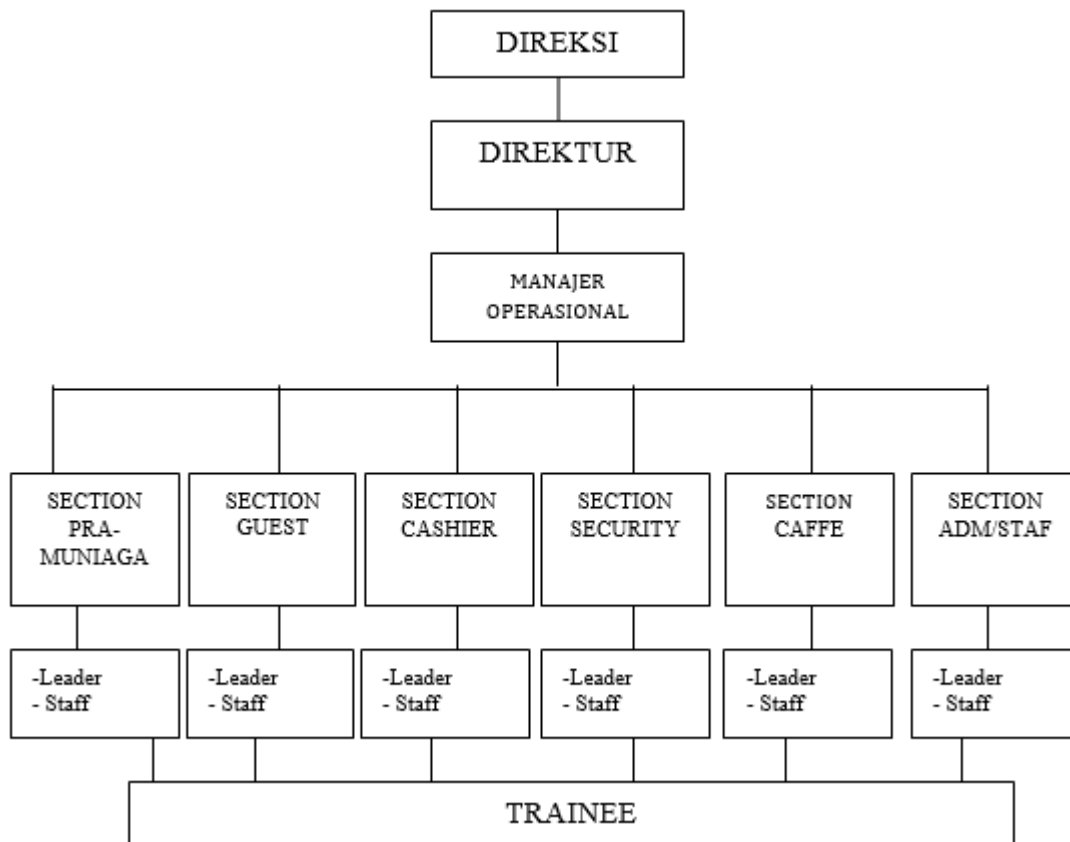 DIREKSI
DIREKTUR
MANAJER
OPERASIONAL
SECTION
PRA-
MUNIAGA
SECTION
GUEST
SECTION
CASHIER
SECTION
SECURITY
SECTION
CAFFE
SECTION
ADM/STAF
-Leader
- Staff
-Leader
- Staff
-Leader
- Staff
-Leader
- Staff
-Leader
- Staff
-Leader
- Staff
TRAINEE